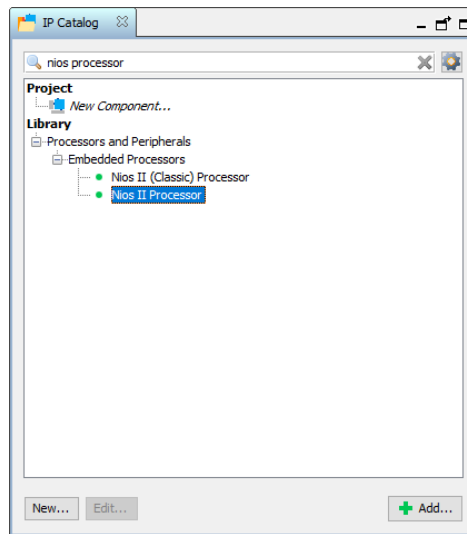 IP Catalog
nios processor
Project
New Component...
Library
Processors and Peripherals
Embedded Processors
Nios II (Classic) Processor
Nios II Processor
New... Edit... Add...